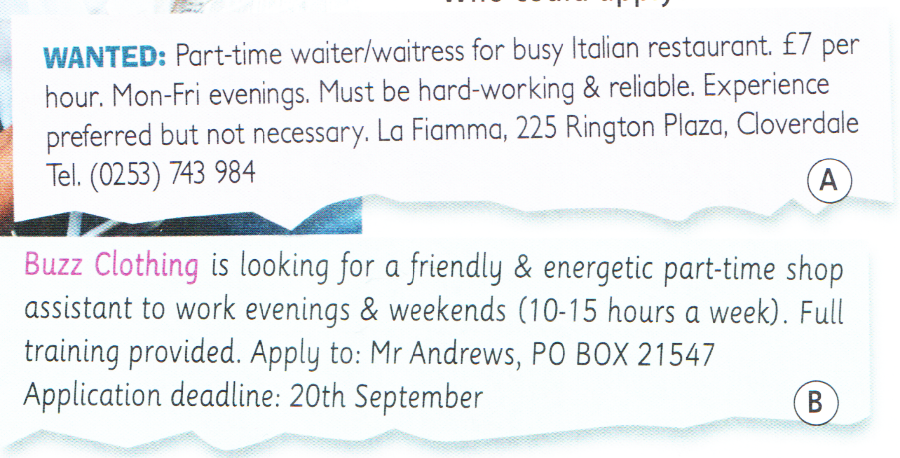 WANTED: Part-time waiter/waitress for busy Italian restaurant. £7 per
hour. Mon-Fri evenings. Must be hard-working & reliable. Experience
preferred but not necessary. La Fiamma, 225 Rington Plaza, Cloverdale
Tel. (0253) 743 984
A
Buzz Clothing is looking for a friendly & energetic part-time shop
assistant to work evenings & weekends (10-15 hours a week). Full
training provided. Apply to: Mr Andrews, PO BOX 21547
Application deadline: 20th September
B